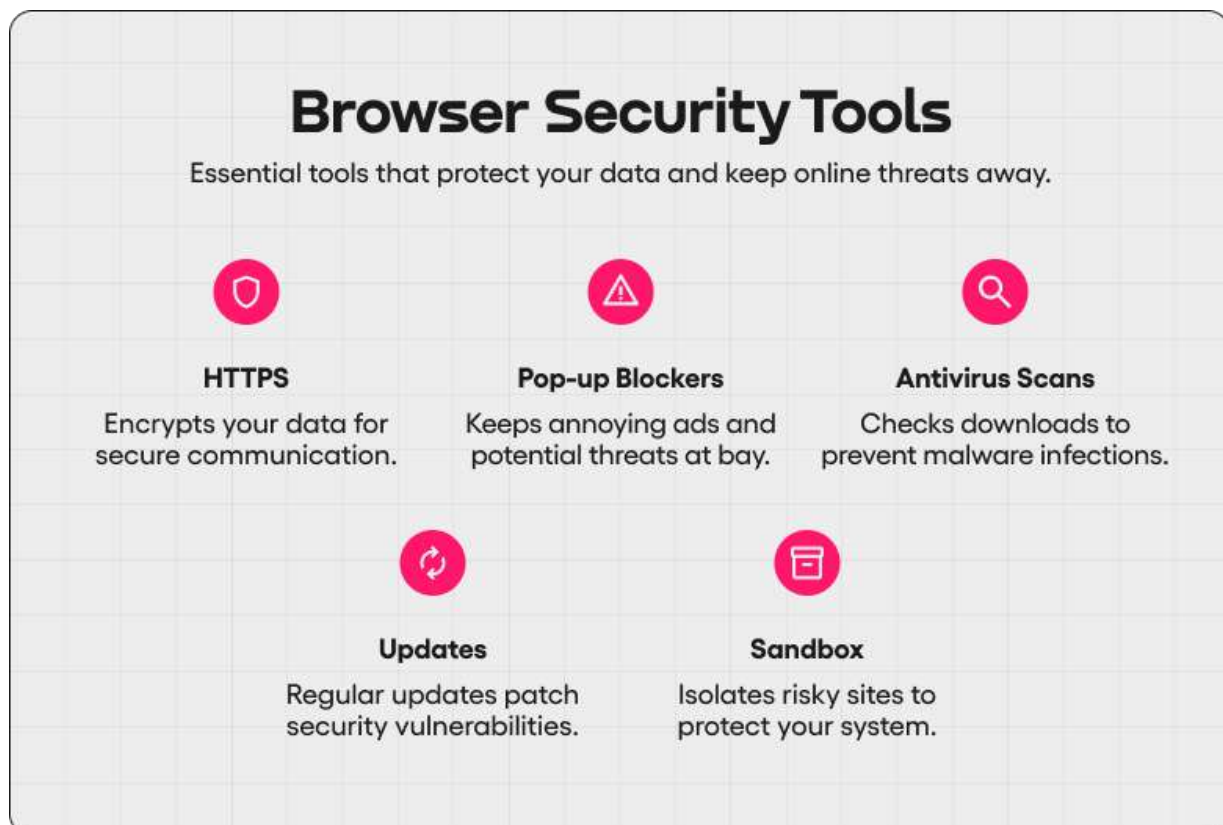 Browser Security Tools
Essential tools that protect your data and keep online threats away.
HTTPS
Encrypts your data for
secure communication.
Pop-up Blockers
Keeps annoying ads and
potential threats at bay.
Antivirus Scans
Checks downloads to
prevent malware infections.
Updates
Regular updates patch
security vulnerabilities.
Sandbox
Isolates risky sites to
protect your system.